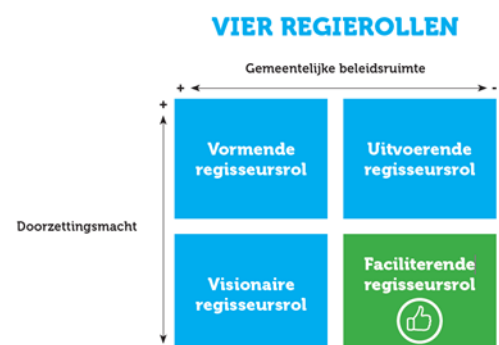 VIER REGIEROLLEN
Gemeentelijke beleidsruimte
+ -
+
Vormende
regisseursrol
Uitvoerende
regisseursrol
Doorzettingsmacht
Visionaire
regisseursrol
Faciliterende
regisseursrol